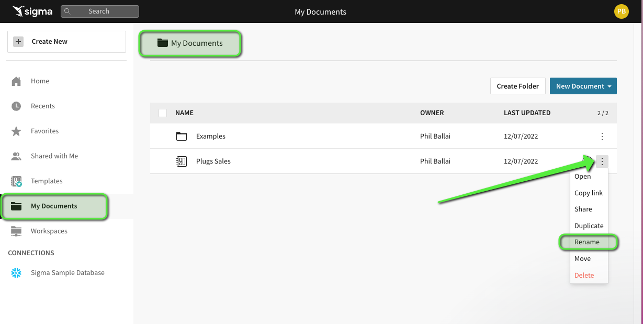 sigma
Search
My Documents
PB
Create New
My Documents
Home
Recents
Favorites
Shared with Me
Templates
My Documents
Workspaces
CONNECTIONS
Sigma Sample Database
Create Folder
New Document
NAME OWNER LAST UPDATED 2 / 2
Examples Phil Ballai 12/07/2022
Plugs Sales Phil Ballai 12/07/2022
Open
Copy link
Share
Duplicate
Rename
Move
Delete